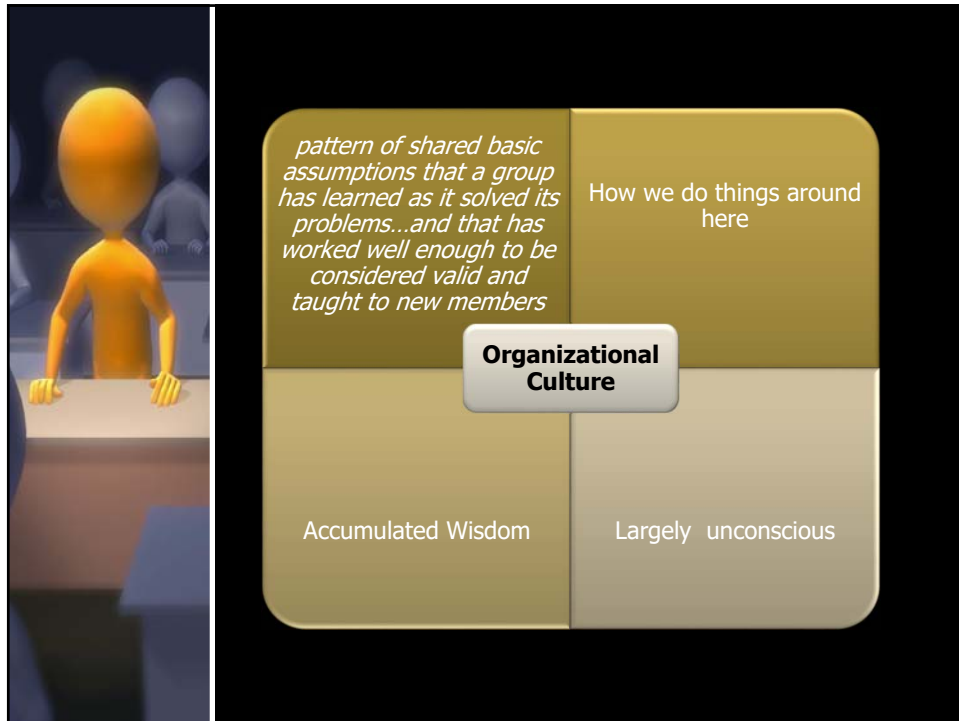 pattern of shared basic
assumptions that a group
has learned as it solved its
problems…and that has
worked well enough to be
considered valid and
taught to new members
How we do things around
here
Organizational
Culture
Accumulated Wisdom
Largely  unconscious